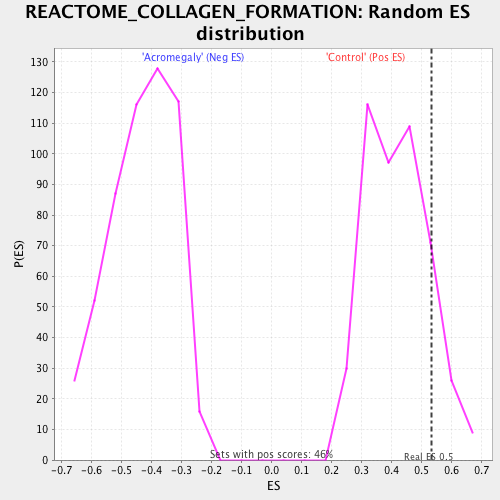 REACTOME_COLLAGEN_FORMATION: Random ES
distribution
'Acromegaly' (Neg ES)
'Control' (Pos ES)
130
120
110
100
90
80
70
60
50
40
30
20
10
0
P(ES)
Sets with pos scores: 46%
Real ES 0.5
-0.7 -0.6 -0.5 -0.4 -0.3 -0.2 -0.1 0.0 0.1 0.2 0.3 0.4 0.5 0.6 0.7
ES